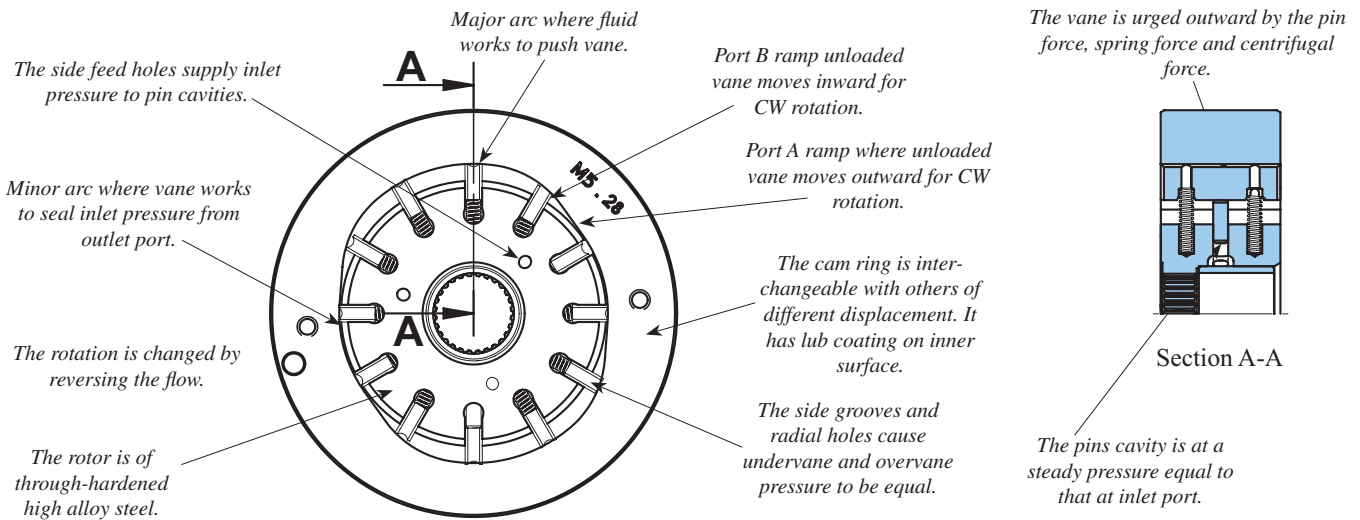 Major arc where fluid
works to push vane.
The side feed holes supply inlet
pressure to pin cavities.
A
Port B ramp unloaded
vane moves inward for
CW rotation.
Port A ramp where unloaded
vane moves outward for CW
rotation.
M5 . 28
Minor arc where vane works
to seal inlet pressure from
outlet port.
A
The cam ring is inter-
changeable with others of
different displacement. It
has lub coating on inner
surface.
The rotation is changed by
reversing the flow.
The side grooves and
radial holes cause
undervane and overvane
pressure to be equal.
The rotor is of
through-hardened
high alloy steel.
The vane is urged outward by the pin
force, spring force and centrifugal
force.
Section A-A
The pins cavity is at a
steady pressure equal to
that at inlet port.